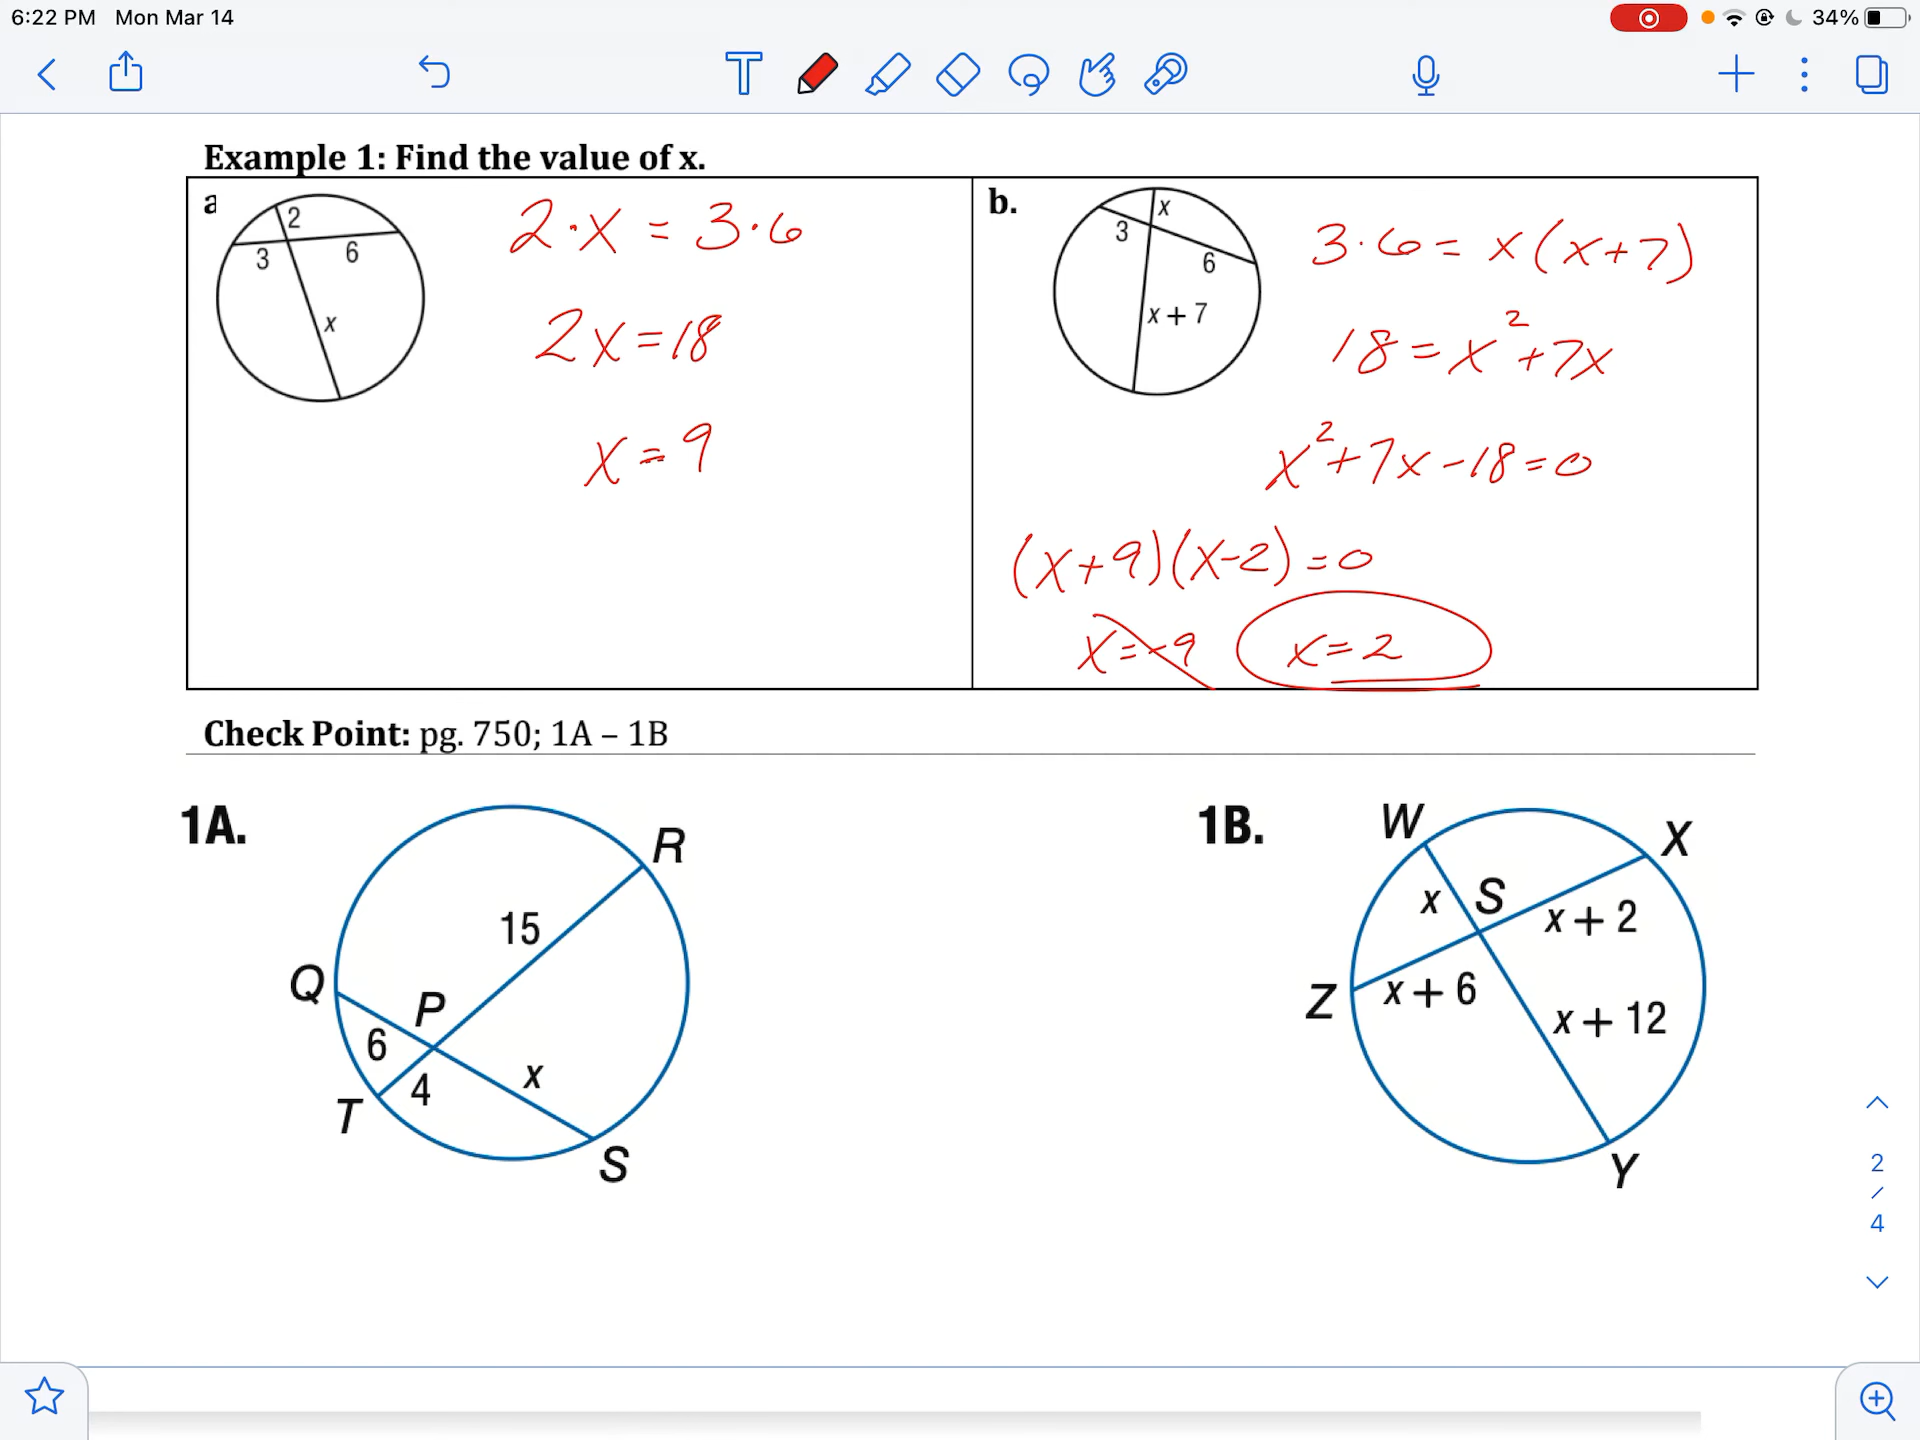 6:22 PM Mon Mar 14
34%
T
Example 1: Find the value of x.
a
2
3
6
x
2·x = 3·6
2x = 18
x = 9
b.
x
3
6
x + 7
3·6 = x(x+7)
18 = x² + 7x
x² + 7x - 18 = 0
(x+9)(x-2) = 0
x = -9
x = 2
Check Point: pg. 750; 1A – 1B
1A.
R
15
Q
P
6
x
4
T
S
1B.
W
X
x
S
x + 2
Z
x + 6
x + 12
Y
2
/
4